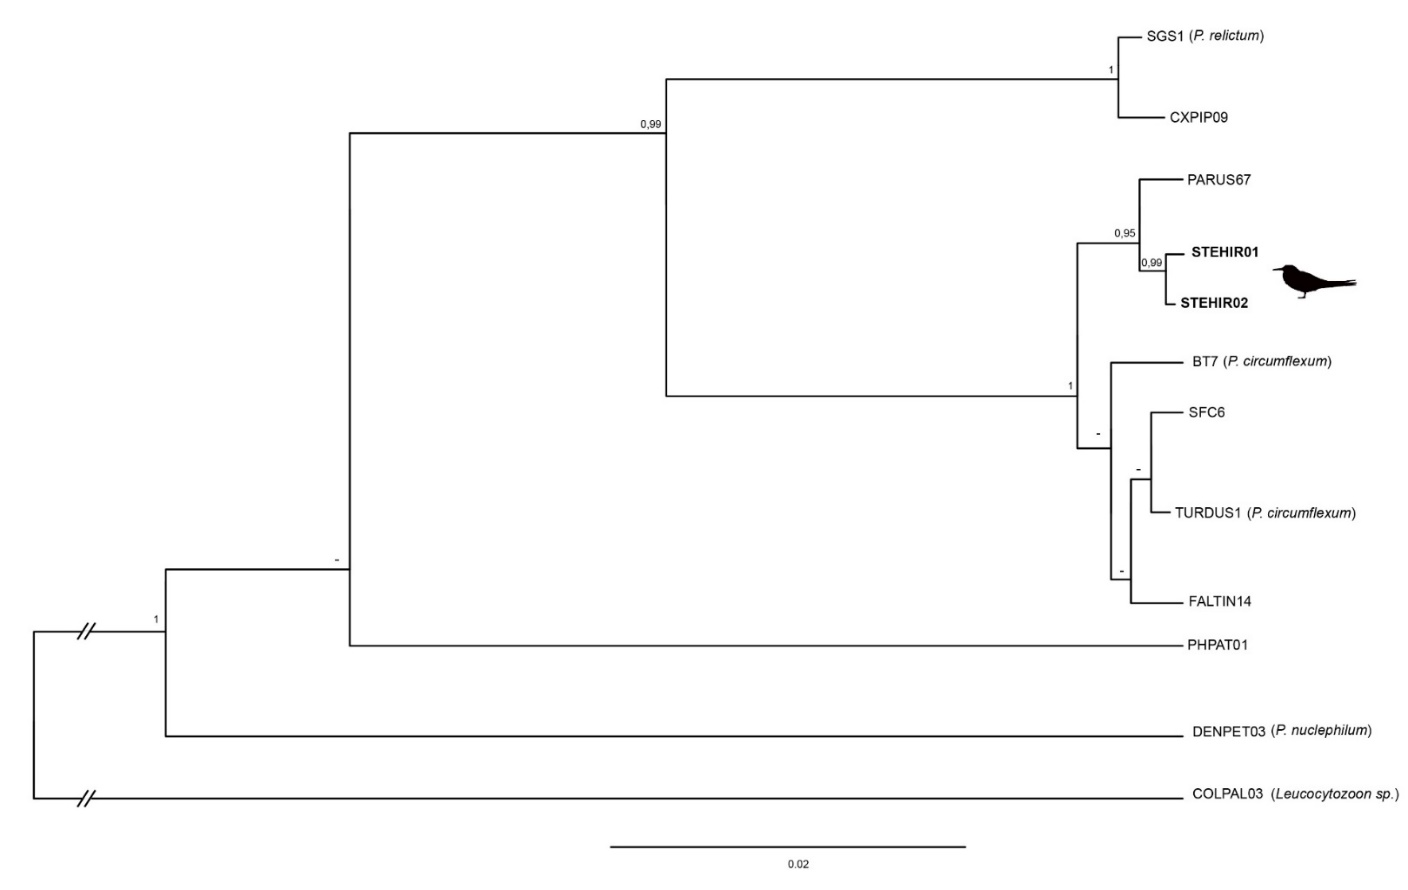 SGS1 (P. relictum)
1
CXPIP09
0,99
PARUS67
0,95
STEHIR01
0,99
STEHIR02
BT7 (P. circumflexum)
1
SFC6
-
-
TURDUS1 (P. circumflexum)
-
-
FALTIN14
1
PHPAT01
DENPET03 (P. nuclephilum)
COLPAL03 (Leucocytozoon sp.)
0.02